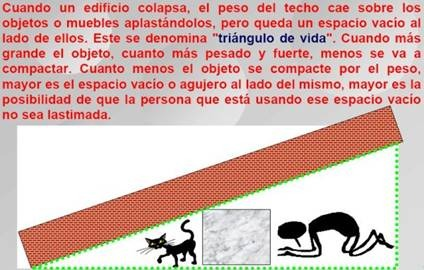 Cuando un edificio colapsa, el peso del techo cae sobre los
objetos o muebles aplastándolos, pero queda un espacio vacío al
lado de ellos. Este se denomina "triángulo de vida". Cuando más
grande el objeto, cuanto más pesado y fuerte, menos se va a
compactar. Cuanto menos el objeto se compacte por el peso,
mayor es el espacio vacío o agujero al lado del mismo, mayor es la
posibilidad de que la persona que está usando ese espacio vacío
no sea lastimada.